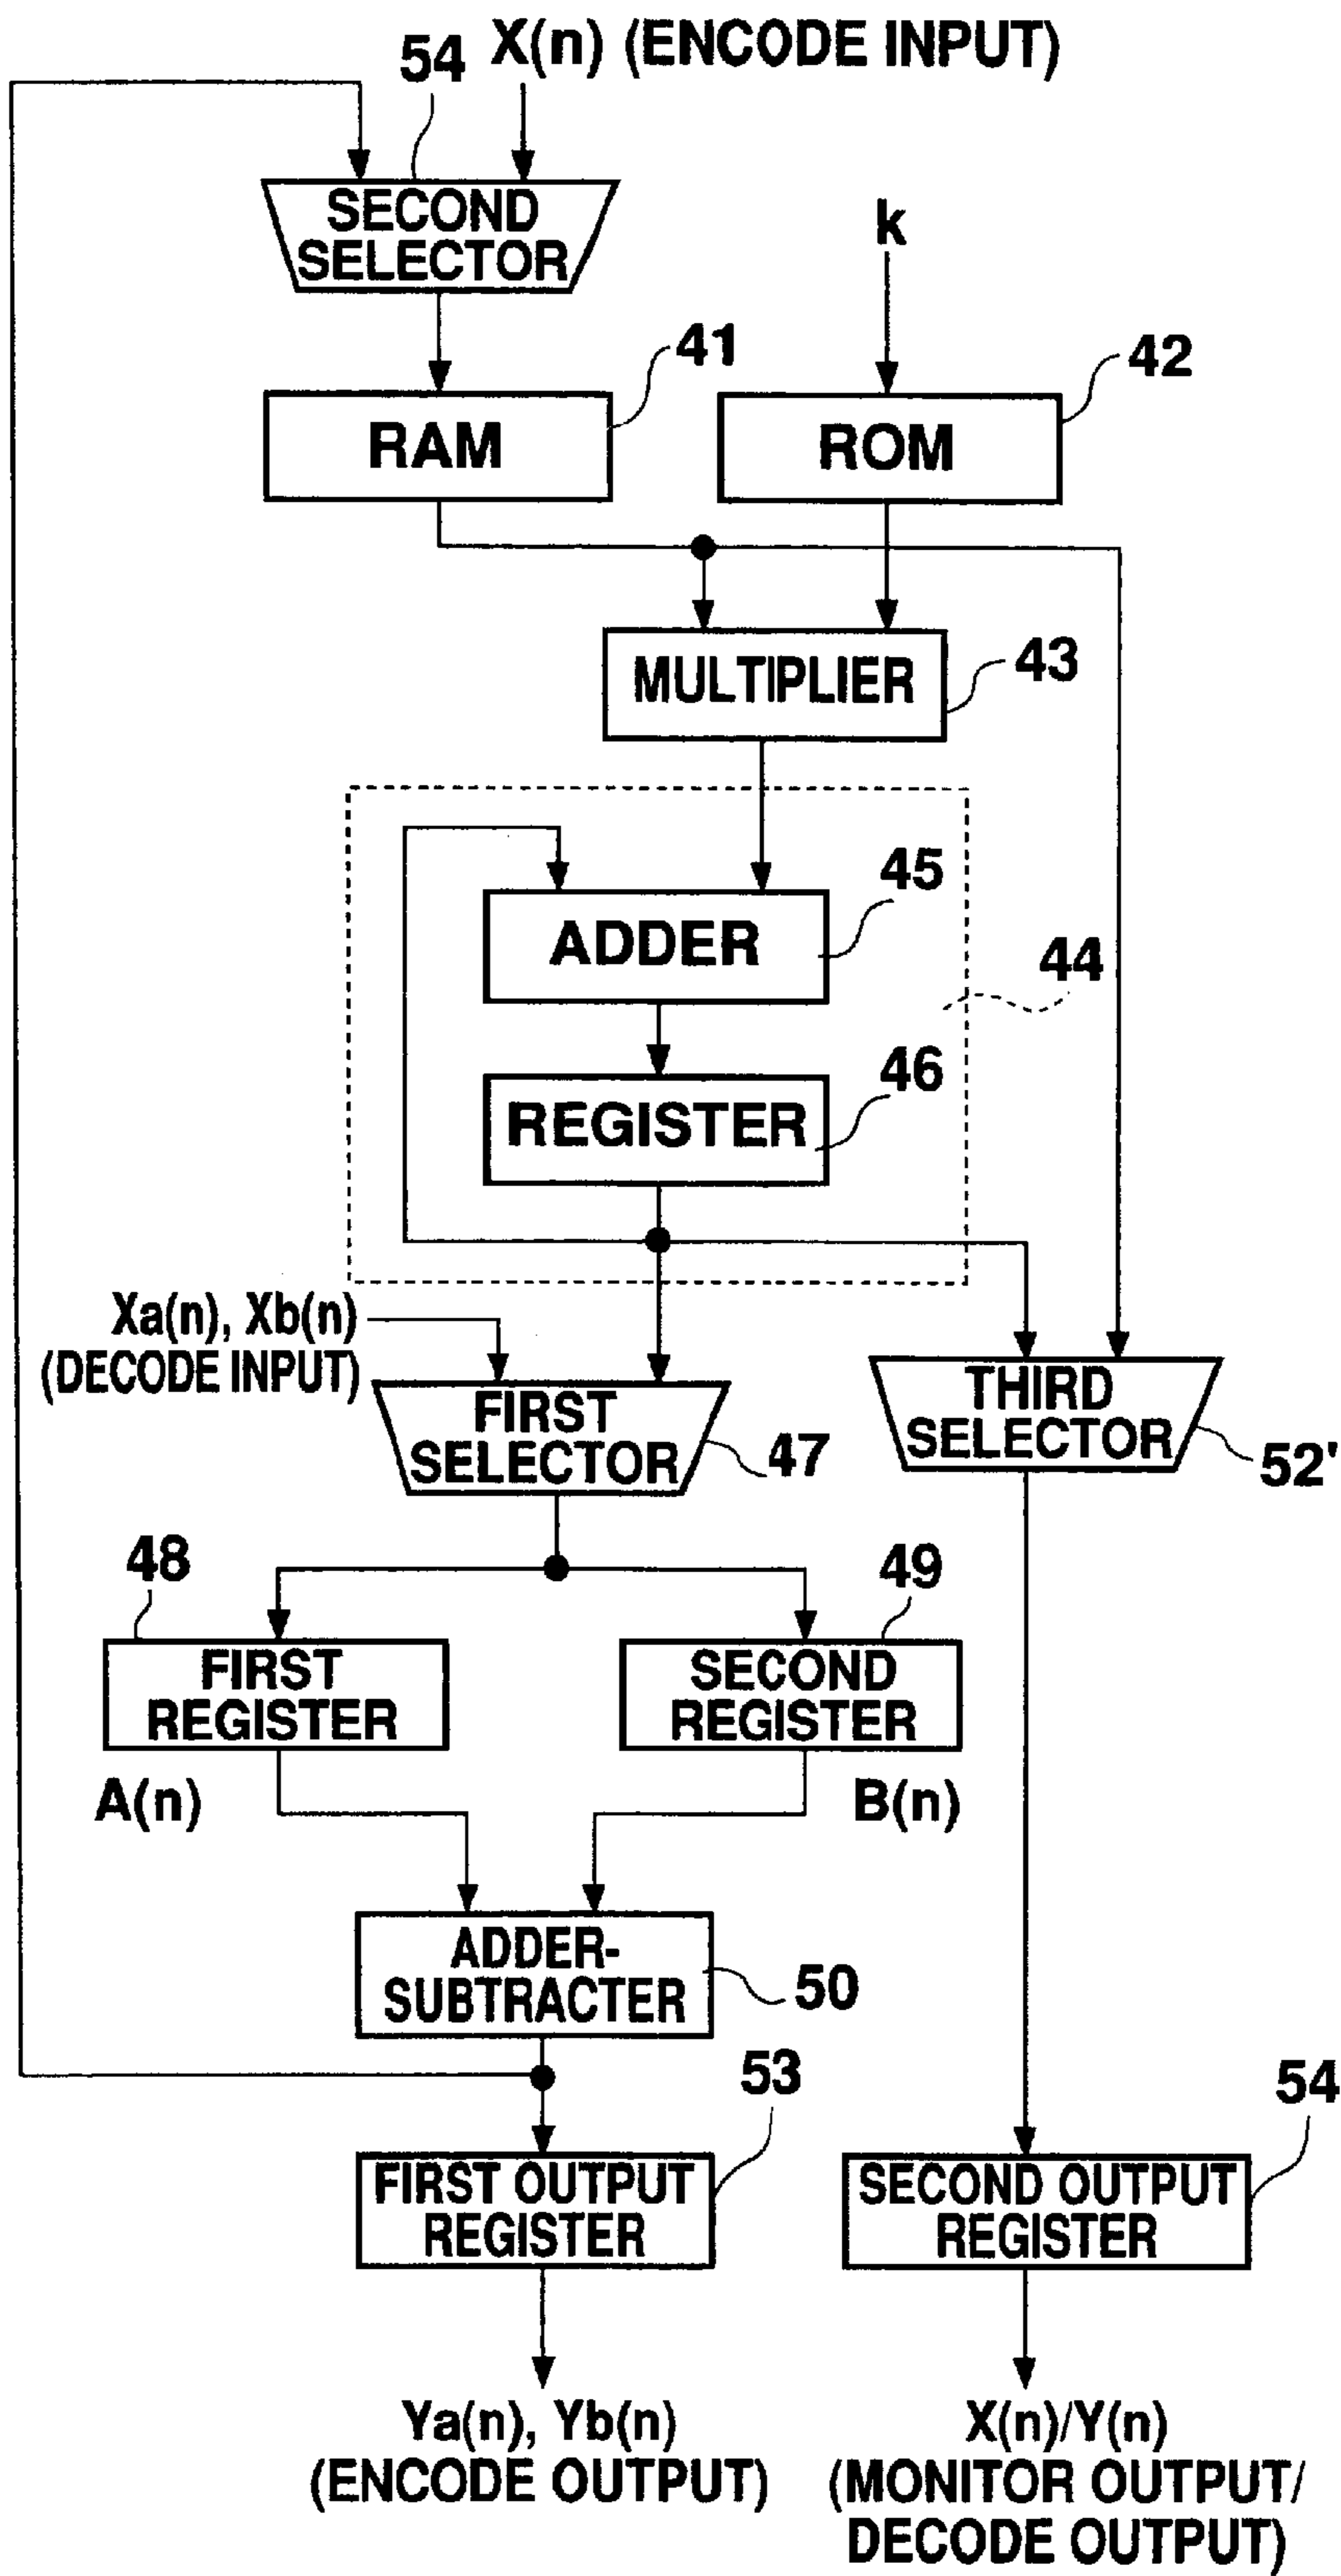 54
X(n) (ENCODE INPUT)
SECOND
SELECTOR
k
41
42
RAM
ROM
MULTIPLIER
43
45
ADDER
44
46
REGISTER
Xa(n), Xb(n)
(DECODE INPUT)
FIRST
SELECTOR
47
THIRD
SELECTOR
52'
48
49
FIRST
REGISTER
SECOND
REGISTER
A(n)
B(n)
ADDER-
SUBTRACTER
50
53
54
FIRST OUTPUT
REGISTER
SECOND OUTPUT
REGISTER
Ya(n), Yb(n)
(ENCODE OUTPUT)
X(n)/Y(n)
(MONITOR OUTPUT/
DECODE OUTPUT)